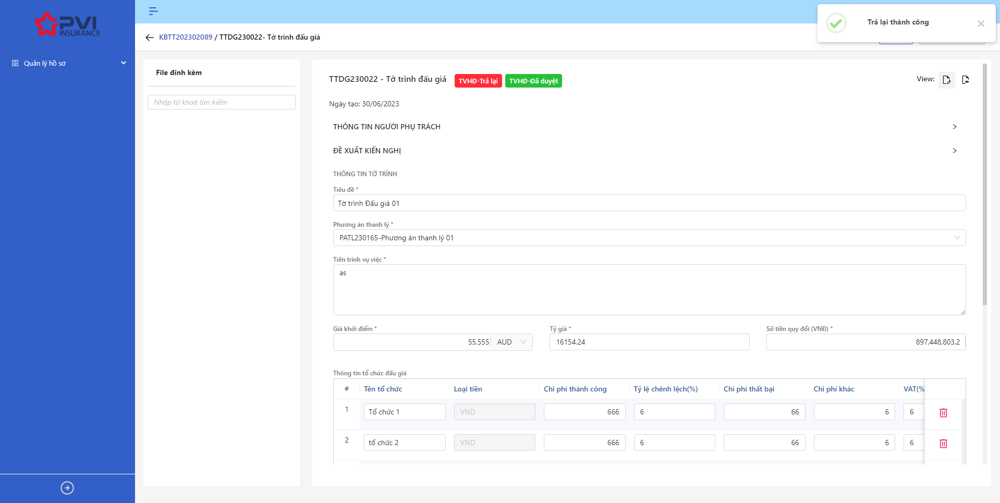 PVI
INSURANCE
Quản lý hồ sơ
Trả lại thành công
KBTT202302089 / TTDG230022- Tờ trình đấu giá
File đính kèm
Nhập từ khoá tìm kiếm
TTDG230022 - Tờ trình đấu giá
TVHĐ-Trả lại
TVHĐ-Đã duyệt
View:
Ngày tạo: 30/06/2023
THÔNG TIN NGƯỜI PHỤ TRÁCH
ĐỀ XUẤT KIẾN NGHỊ
THÔNG TIN TỜ TRÌNH
Tiêu đề *
Tờ trình Đấu giá 01
Phương án thanh lý *
PATL230165-Phương án thanh lý 01
Tiến trình vụ việc *
as
Giá khởi điểm * Tỷ giá * Số tiền quy đổi (VNĐ) *
55,555 AUD 16154.24 897,448,803.2
Thông tin tổ chức đấu giá
# Tên tổ chức Loại tiền Chi phí thành công Tỷ lệ chênh lệch(%) Chi phí thất bại Chi phí khác VAT(%
1 Tổ chức 1 VND 666 6 66 6 6
2 tổ chức 2 VND 666 6 66 6 6